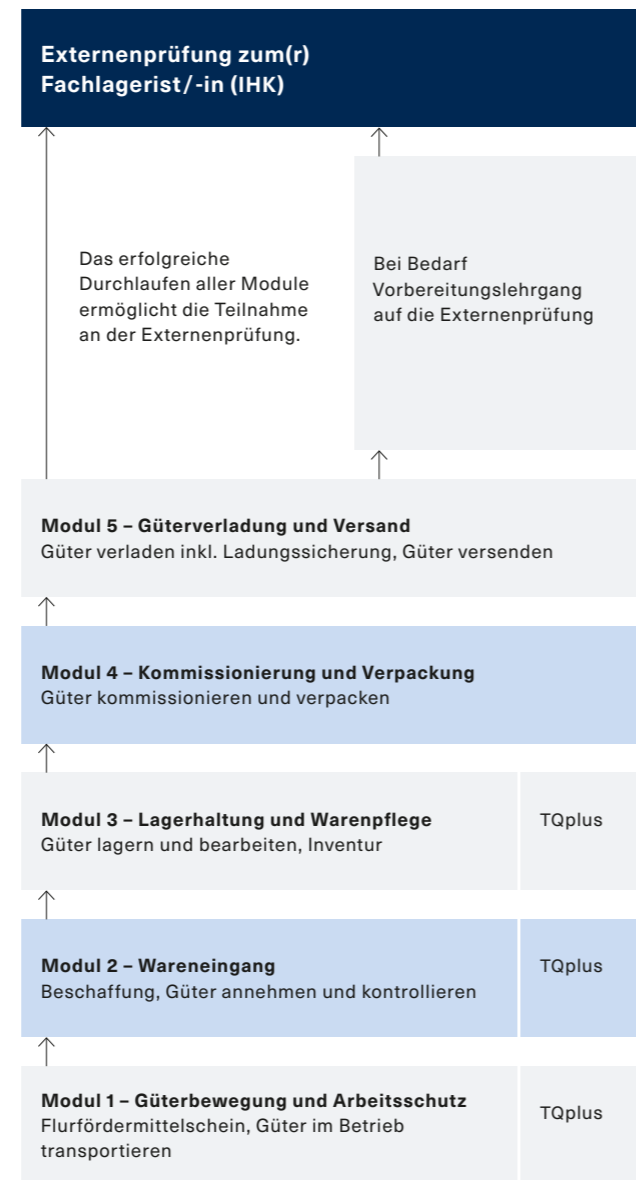 Externenprüfung zum(r)
Fachlagerist/-in (IHK)
Das erfolgreiche
Durchlaufen aller Module
ermöglicht die Teilnahme
an der Externenprüfung.
Bei Bedarf
Vorbereitungslehrgang
auf die Externenprüfung
Modul 5 – Güterverladung und Versand
Güter verladen inkl. Ladungssicherung, Güter versenden
Modul 4 – Kommissionierung und Verpackung
Güter kommissionieren und verpacken
Modul 3 – Lagerhaltung und Warenpflege
Güter lagern und bearbeiten, Inventur
TQplus
Modul 2 – Wareneingang
Beschaffung, Güter annehmen und kontrollieren
TQplus
Modul 1 – Güterbewegung und Arbeitsschutz
Flurfördermittelschein, Güter im Betrieb
transportieren
TQplus